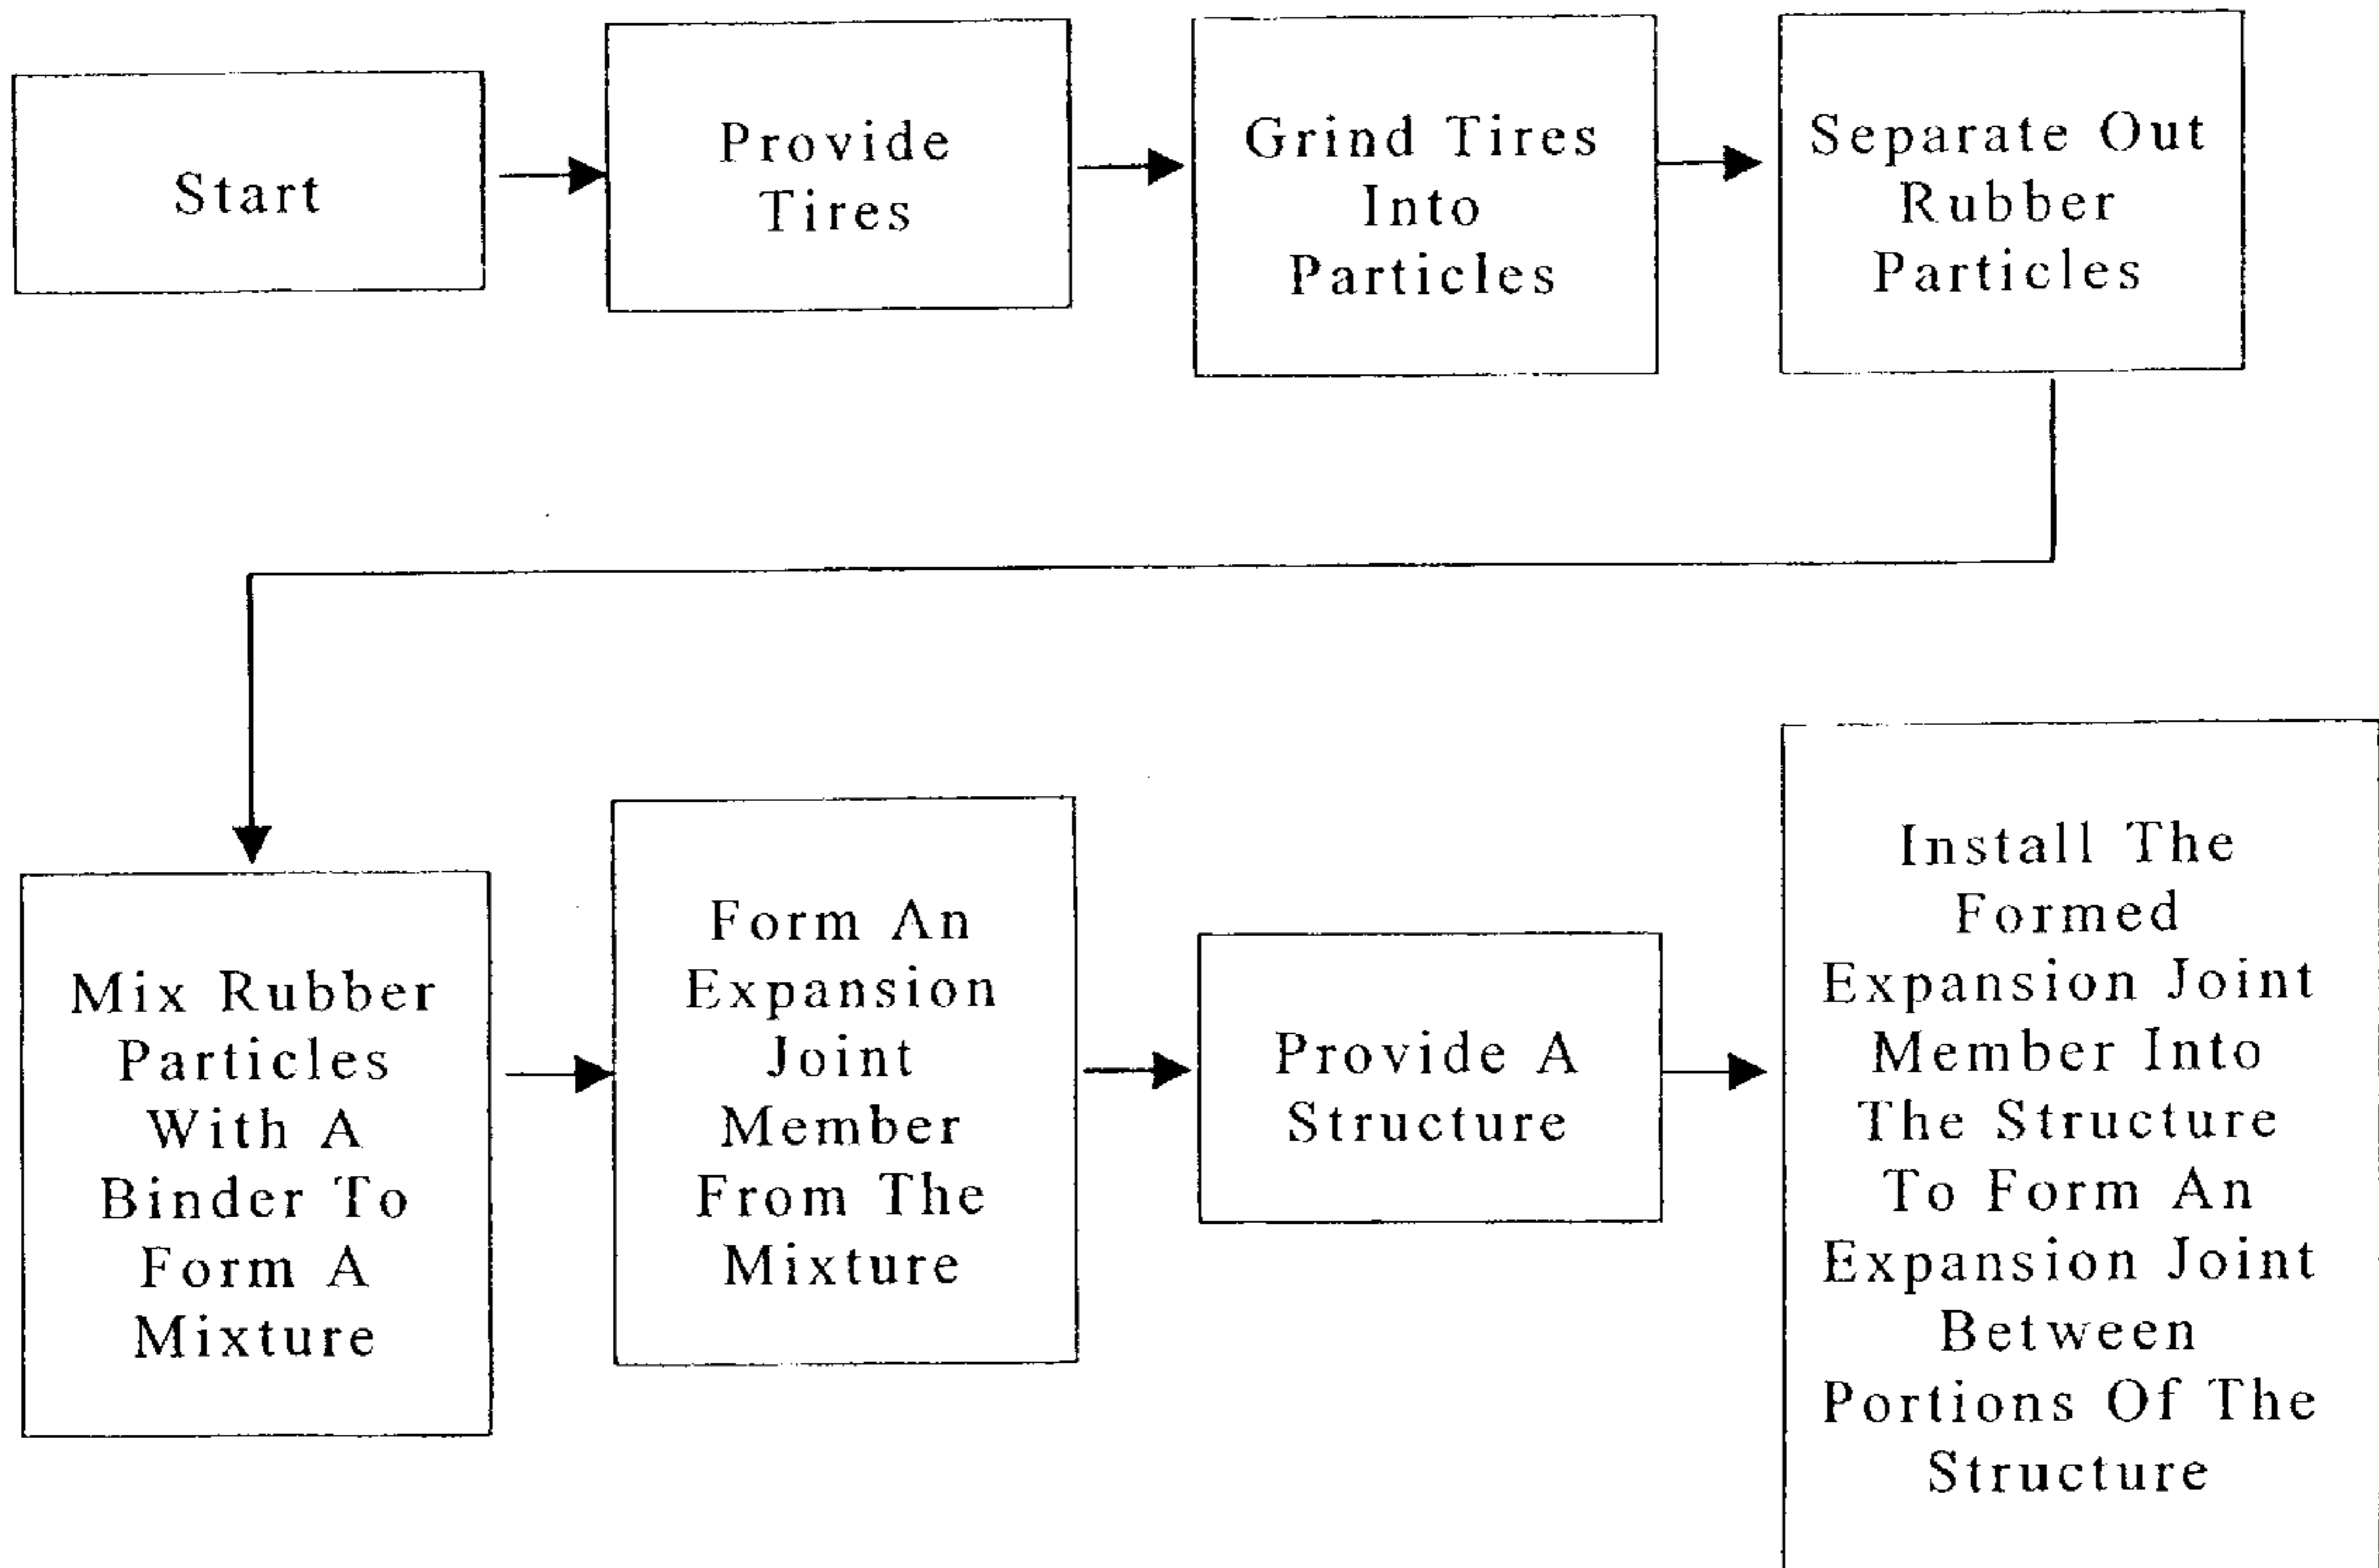 Start
Provide
Tires
Grind Tires
Into
Particles
Separate Out
Rubber
Particles
Mix Rubber
Particles
With A
Binder To
Form A
Mixture
Form An
Expansion
Joint
Member
From The
Mixture
Provide A
Structure
Install The
Formed
Expansion Joint
Member Into
The Structure
To Form An
Expansion Joint
Between
Portions Of The
Structure